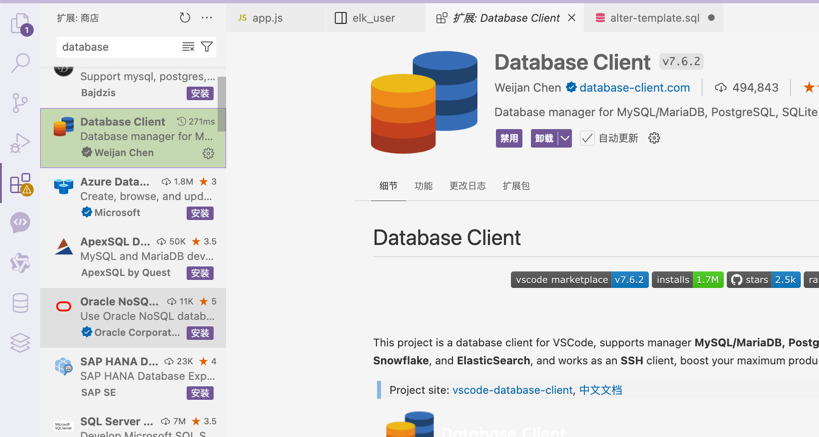 扩展: 商店
app.js
elk_user
扩展: Database Client
alter-template.sql
1
database
Support mysql, postgres,...
Bajdzis
安装
Database Client
271ms
Database manager for M...
Weijan Chen
Azure Data...
1.8M
3
Create, browse, and upd...
Microsoft
安装
ApexSQL D...
50K
3.5
MySQL and MariaDB dev...
ApexSQL by Quest
安装
Oracle NoSQ...
11K
5
Use Oracle NoSQL datab...
Oracle Corporat...
安装
SAP HANA D...
23K
4
SAP HANA Database Exp...
SAP SE
安装
SQL Server ...
7M
3.5
Develop Microsoft SQL S...
Database Client
v7.6.2
Weijan Chen
database-client.com
494,843
Database manager for MySQL/MariaDB, PostgreSQL, SQLite,
禁用
卸载
自动更新
细节
功能
更改日志
扩展包
Database Client
vscode marketplace v7.6.2
installs 1.7M
stars 2.5k
ra
This project is a database client for VSCode, supports manager MySQL/MariaDB, Postg
Snowflake, and ElasticSearch, and works as an SSH client, boost your maximum produc
Project site: vscode-database-client, 中文文档
Database Client